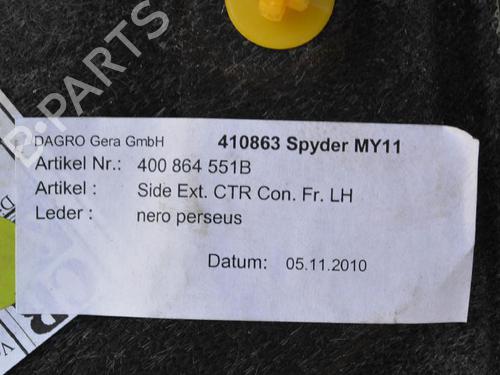 B-PARTS
DAGRO Gera GmbH 410863 Spyder MY11
Artikel Nr.: 400 864 551B
Artikel : Side Ext. CTR Con. Fr. LH
Leder : nero perseus
Datum: 05.11.2010